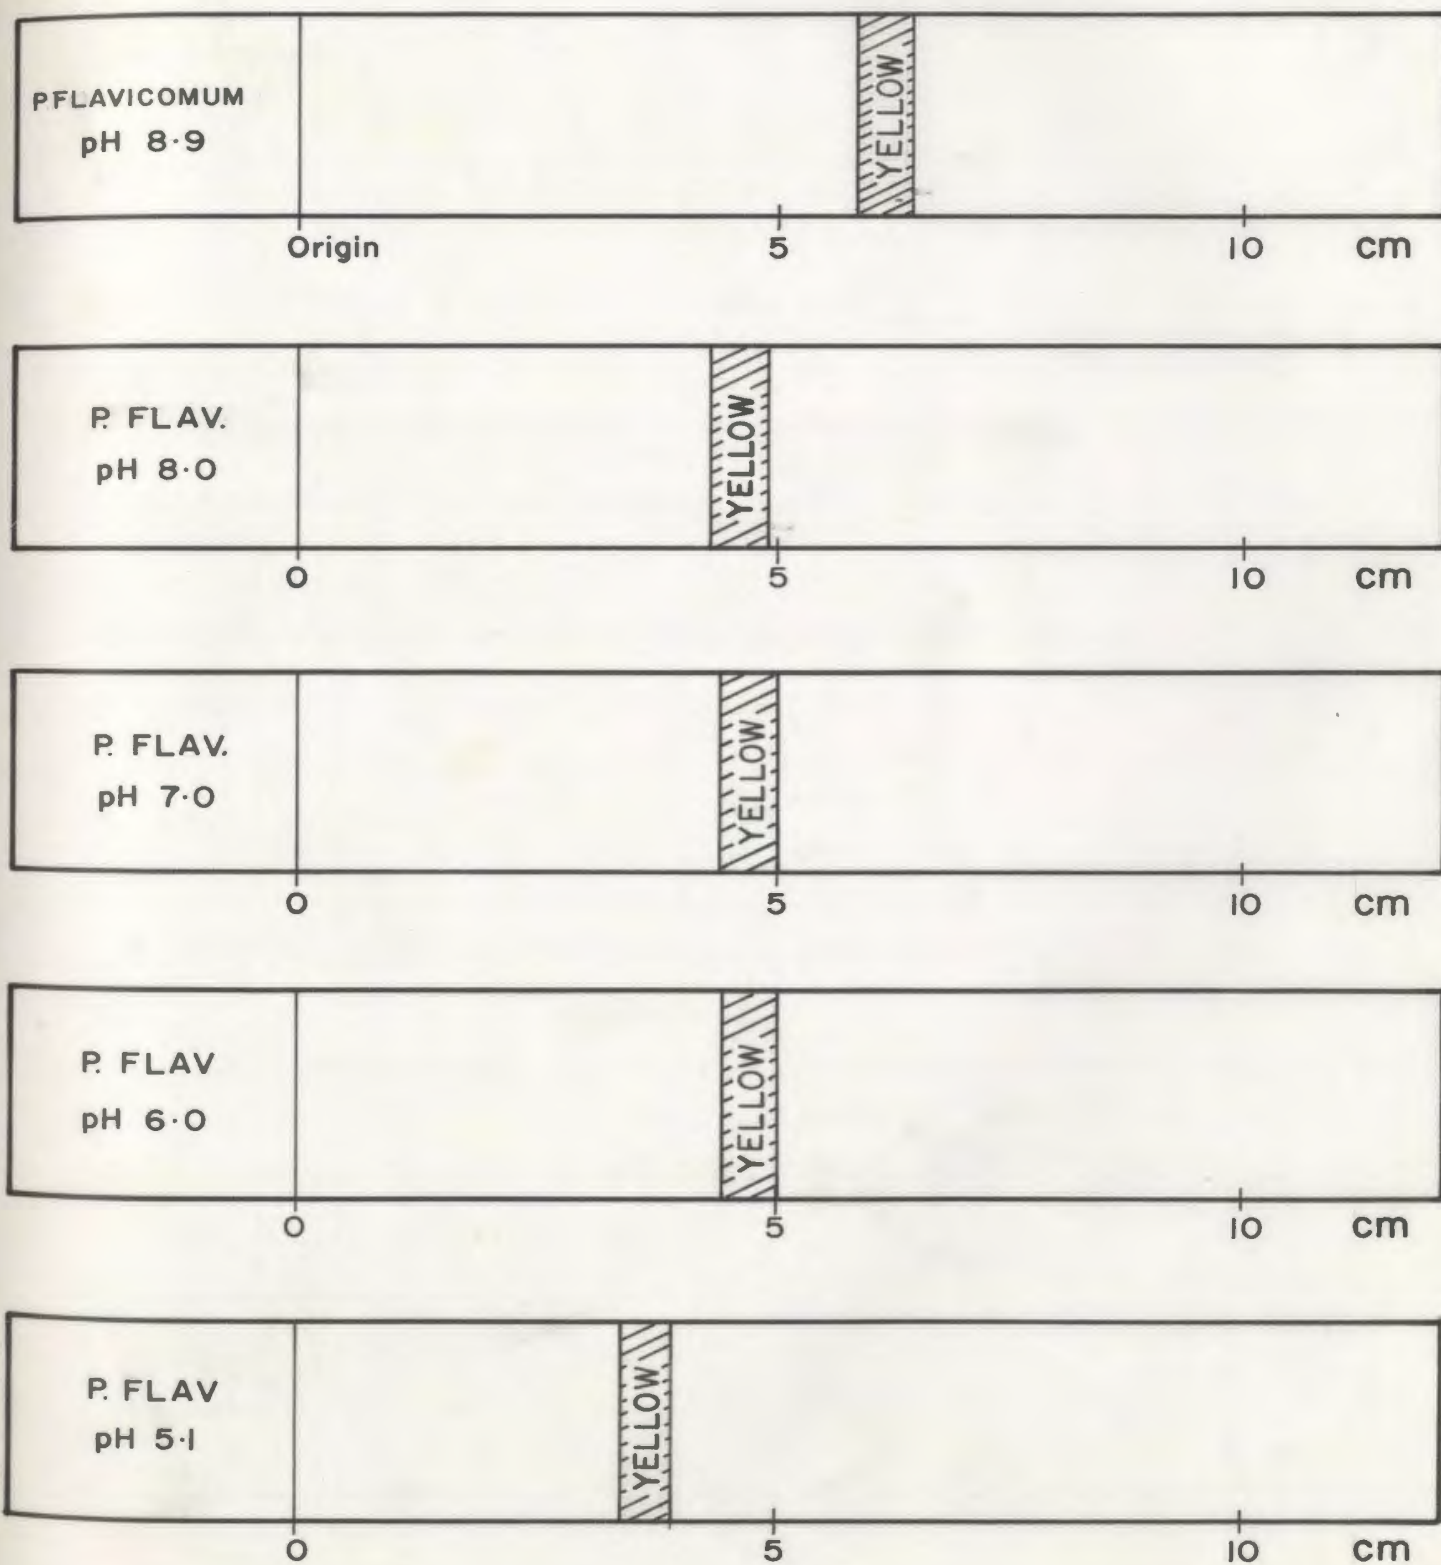 P.FLAVICOMUM
pH 8·9
YELLOW
Origin 5 10 cm
P. FLAV.
pH 8·0
YELLOW
0 5 10 cm
P. FLAV.
pH 7·0
YELLOW
0 5 10 cm
P. FLAV
pH 6·0
YELLOW
0 5 10 cm
P. FLAV
pH 5·1
YELLOW
0 5 10 cm